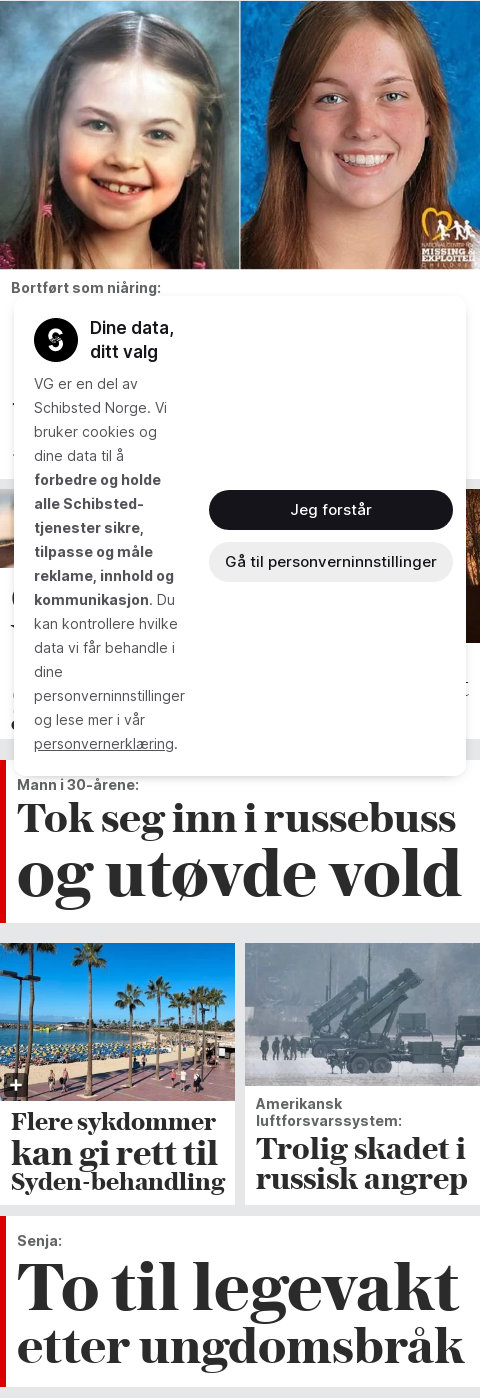 NATIONAL CENTER FOR
MISSING &
EXPLOITED
CHILDREN
Bortført som niåring:
Dine data,
ditt valg
VG er en del av
Schibsted Norge. Vi
bruker cookies og
dine data til å
forbedre og holde
alle Schibsted-
tjenester sikre,
tilpasse og måle
reklame, innhold og
kommunikasjon. Du
kan kontrollere hvilke
data vi får behandle i
dine
personverninnstillinger
og lese mer i vår
personvernerklæring.
Jeg forstår
Gå til personverninnstillinger
Mann i 30-årene:
Tok seg inn i russebuss
og utøvde vold
Flere sykdommer
kan gi rett til
Syden-behandling
Amerikansk
luftforsvarssystem:
Trolig skadet i
russisk angrep
Senja:
To til legevakt
etter ungdomsbråk